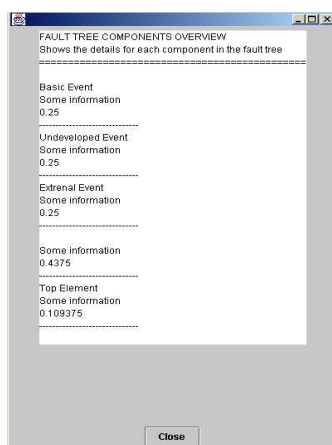 FAULT TREE COMPONENTS OVERVIEW
Shows the details for each component in the fault tree
================================================
Basic Event
Some information
0.25
------------------------------
Undeveloped Event
Some information
0.25
------------------------------
Extrenal Event
Some information
0.25
------------------------------
Some information
0.4375
------------------------------
Top Element
Some information
0.109375
------------------------------
Close